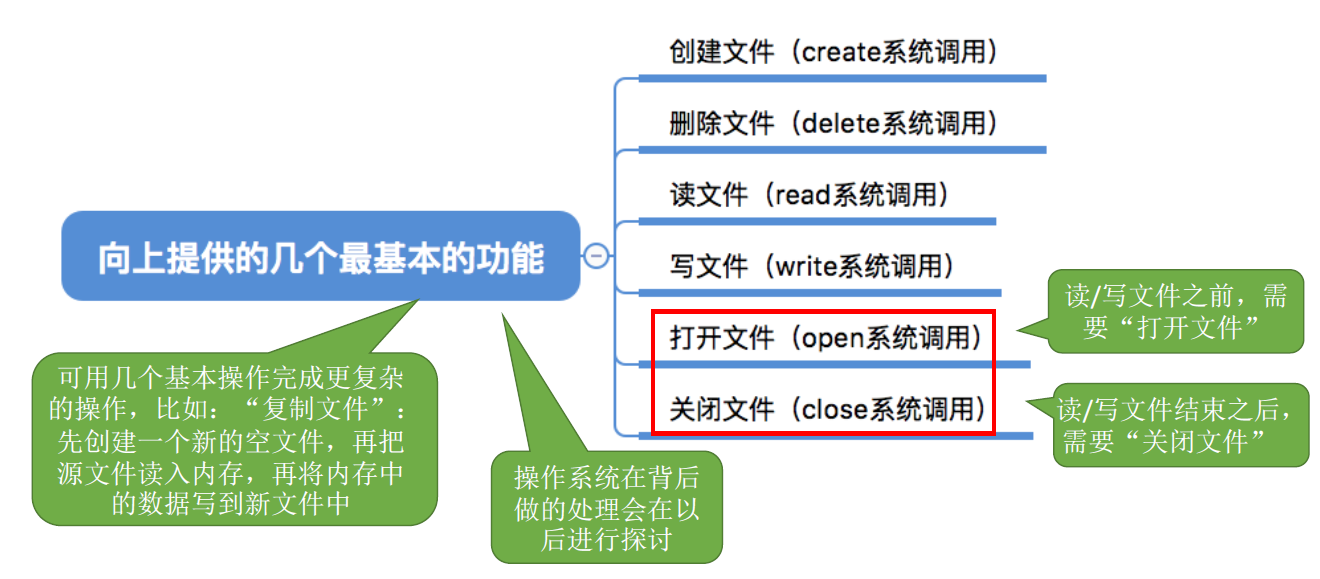 创建文件（create系统调用）
删除文件（delete系统调用）
读文件（read系统调用）
写文件（write系统调用）
打开文件（open系统调用）
关闭文件（close系统调用）
向上提供的几个最基本的功能
读/写文件之前，需
要“打开文件”
读/写文件结束之后，
需要“关闭文件”
可用几个基本操作完成更复杂
的操作，比如：“复制文件”：
先创建一个新的空文件，再把
源文件读入内存，再将内存中
的数据写到新文件中
操作系统在背后
做的处理会在以
后进行探讨